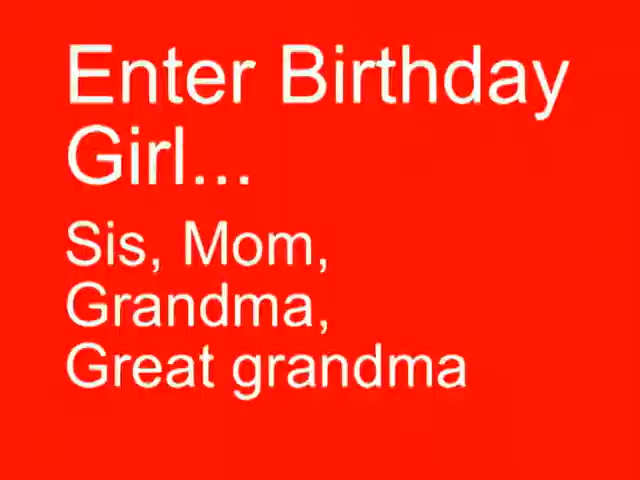 Enter Birthday
Girl...
Sis, Mom,
Grandma,
Great grandma